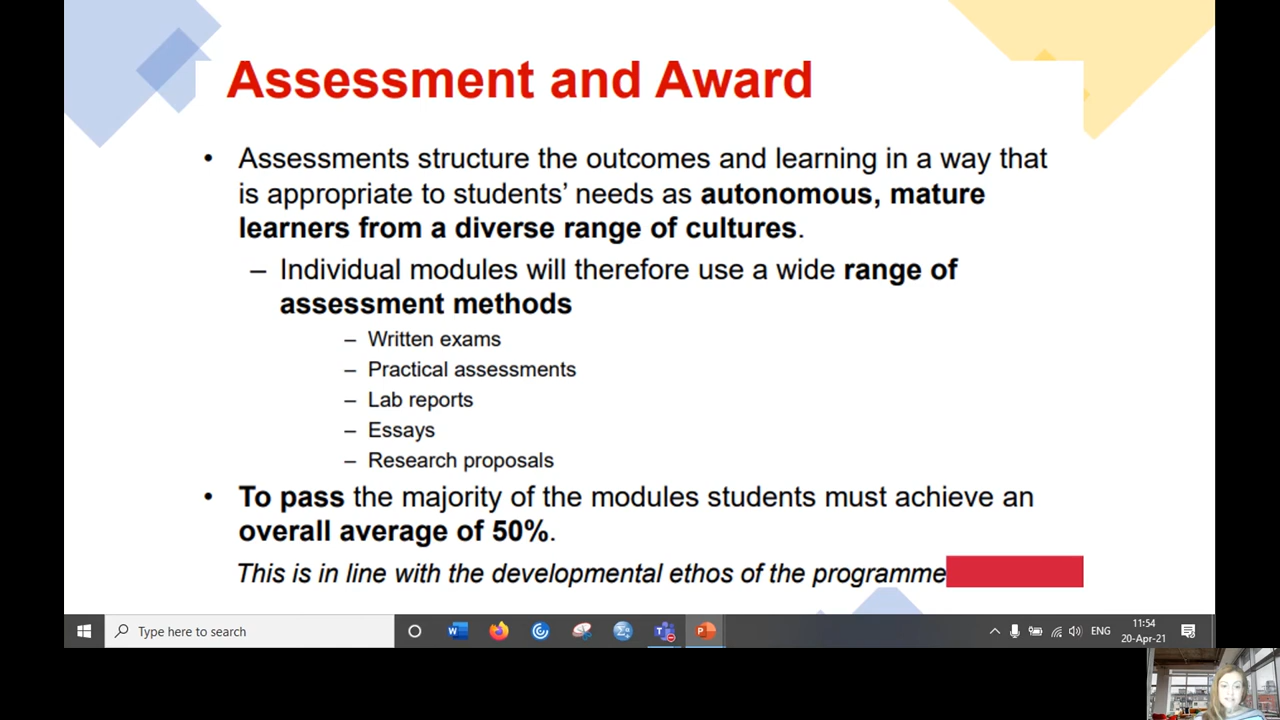 Assessment and Award
• Assessments structure the outcomes and learning in a way that
is appropriate to students’ needs as autonomous, mature
learners from a diverse range of cultures.
– Individual modules will therefore use a wide range of
assessment methods
– Written exams
– Practical assessments
– Lab reports
– Essays
– Research proposals
• To pass the majority of the modules students must achieve an
overall average of 50%.
This is in line with the developmental ethos of the programme
Type here to search
ENG
11:54
20-Apr-21